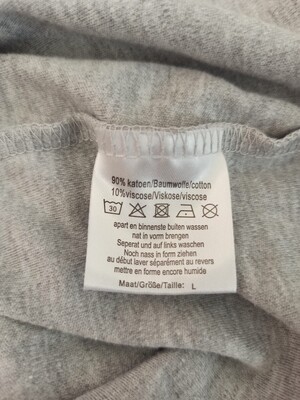 90% katoen/Baumwolle/cotton
10%viscose/Viskose/viscose
30
apart en binnenste buiten wassen
nat in vorm brengen
Seperat und auf links waschen
Noch nass in form ziehen
au début laver séparément au revers
mettre en forme encore humide
Maat/Größe/Taille: L